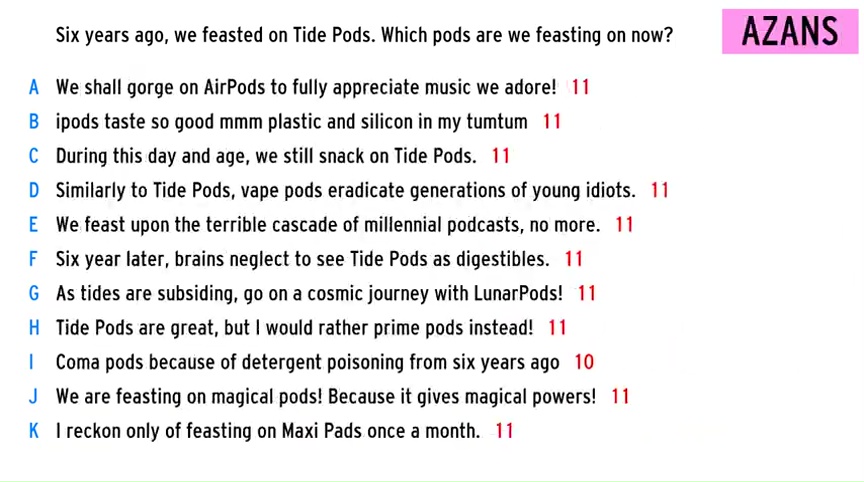 Six years ago, we feasted on Tide Pods. Which pods are we feasting on now?
AZANS
A We shall gorge on AirPods to fully appreciate music we adore! 11
B ipods taste so good mmm plastic and silicon in my tumtum 11
C During this day and age, we still snack on Tide Pods. 11
D Similarly to Tide Pods, vape pods eradicate generations of young idiots. 11
E We feast upon the terrible cascade of millennial podcasts, no more. 11
F Six year later, brains neglect to see Tide Pods as digestibles. 11
G As tides are subsiding, go on a cosmic journey with LunarPods! 11
H Tide Pods are great, but I would rather prime pods instead! 11
I Coma pods because of detergent poisoning from six years ago 10
J We are feasting on magical pods! Because it gives magical powers! 11
K I reckon only of feasting on Maxi Pads once a month. 11